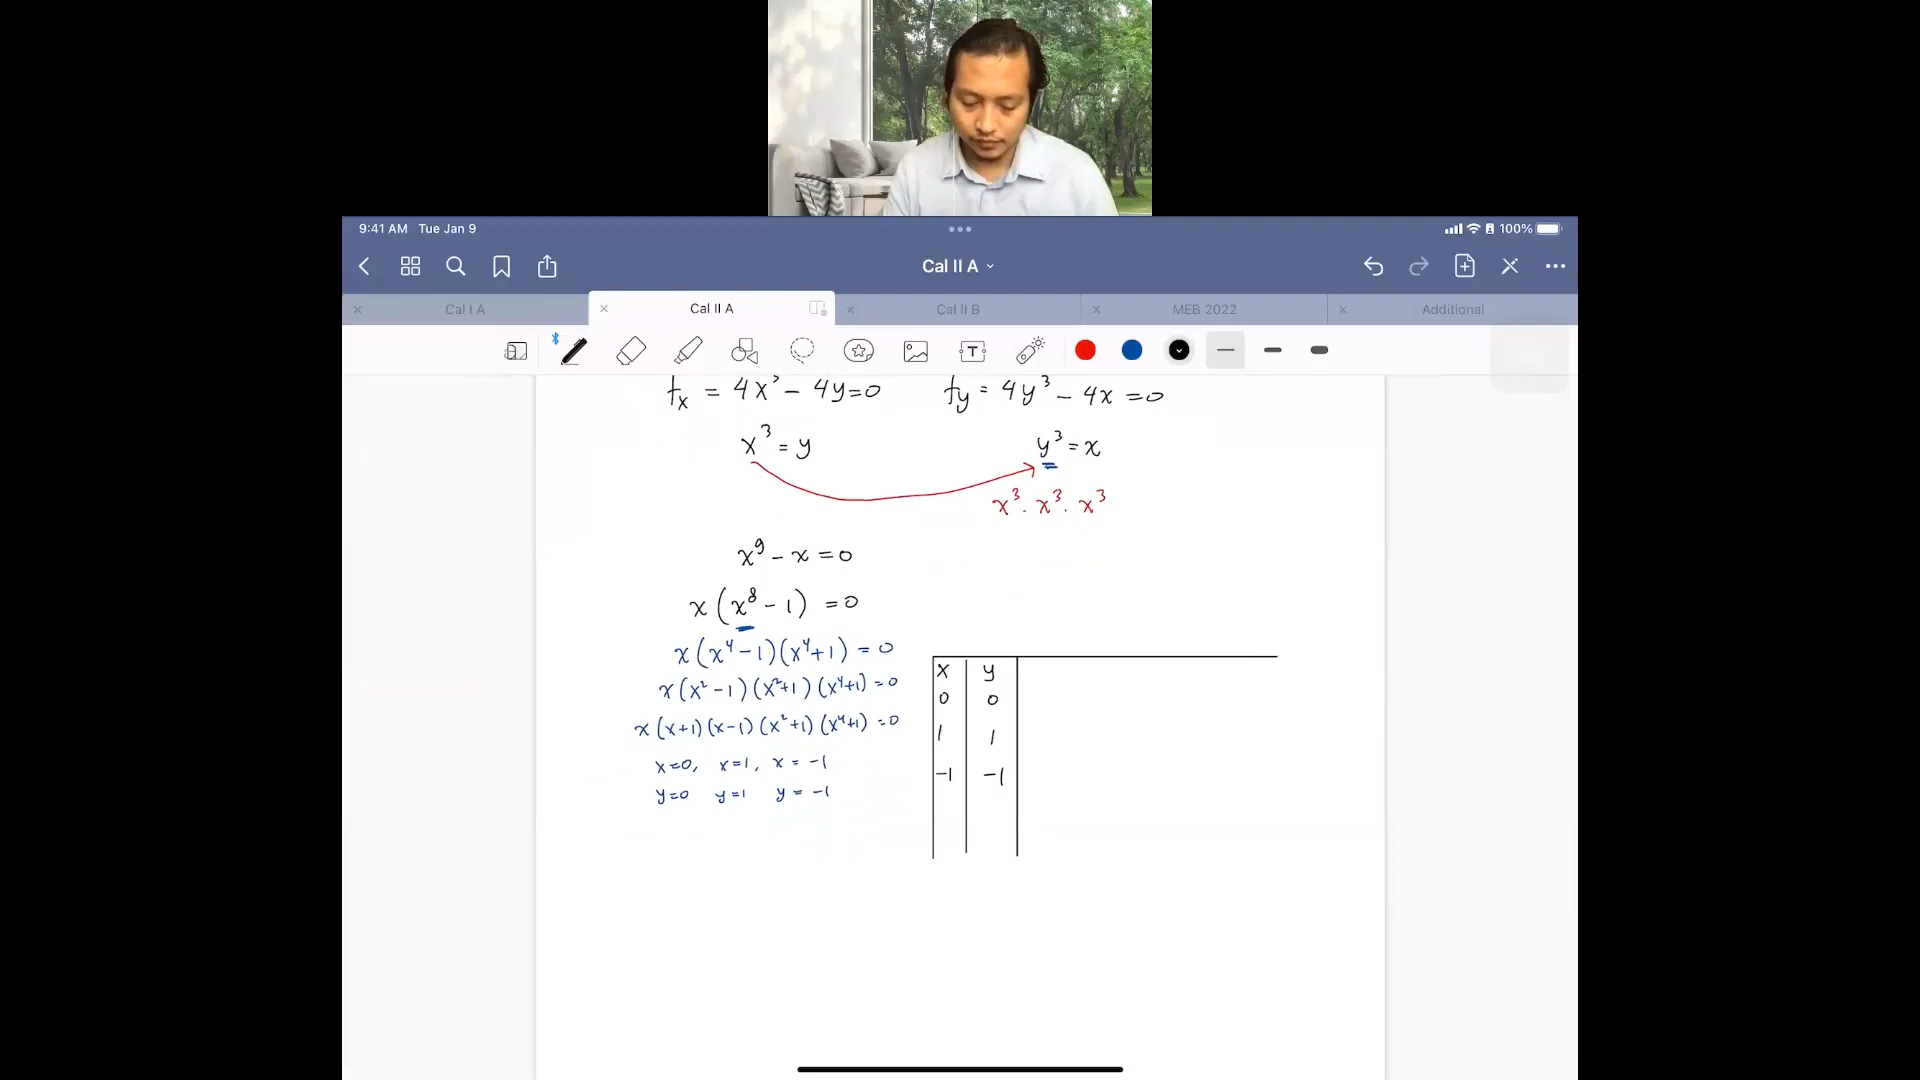 9:41 AM Tue Jan 9
100%
Cal II A
Cal I A
Cal II A
Cal II B
MEB 2022
Additional
T
fx = 4x³ - 4y=0
fy = 4y³ - 4x =0
x³ = y
y³ = x
x³ . x³ . x³
x⁹ - x = 0
x (x⁸ - 1) = 0
x (x⁴ - 1)(x⁴+1) = 0
x (x² - 1) (x²+1) (x⁴+1) = 0
x (x+1) (x-1) (x²+1) (x⁴+1) = 0
x=0, x=1, x = -1
y=0 y=1 y = -1
x y
0 0
1 1
-1 -1